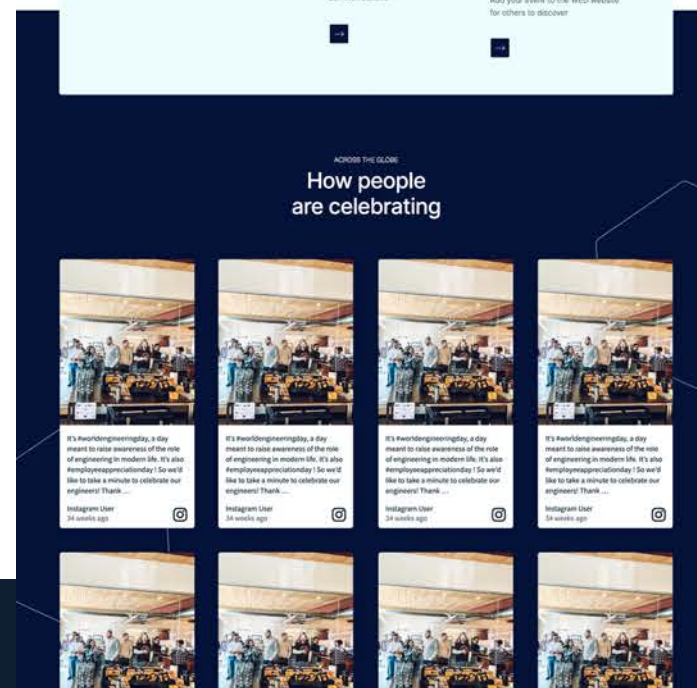 Add your event to the WED website
for others to discover
ACROSS THE GLOBE
How people
are celebrating
It's #worldengineeringday, a day
meant to raise awareness of the role
of engineering in modern life. It's also
#employeeappreciationday ! So we'd
like to take a minute to celebrate our
engineers! Thank ....
Instagram User
34 weeks ago
It's #worldengineeringday, a day
meant to raise awareness of the role
of engineering in modern life. It's also
#employeeappreciationday ! So we'd
like to take a minute to celebrate our
engineers! Thank ....
Instagram User
34 weeks ago
It's #worldengineeringday, a day
meant to raise awareness of the role
of engineering in modern life. It's also
#employeeappreciationday ! So we'd
like to take a minute to celebrate our
engineers! Thank ....
Instagram User
34 weeks ago
It's #worldengineeringday, a day
meant to raise awareness of the role
of engineering in modern life. It's also
#employeeappreciationday ! So we'd
like to take a minute to celebrate our
engineers! Thank ....
Instagram User
34 weeks ago